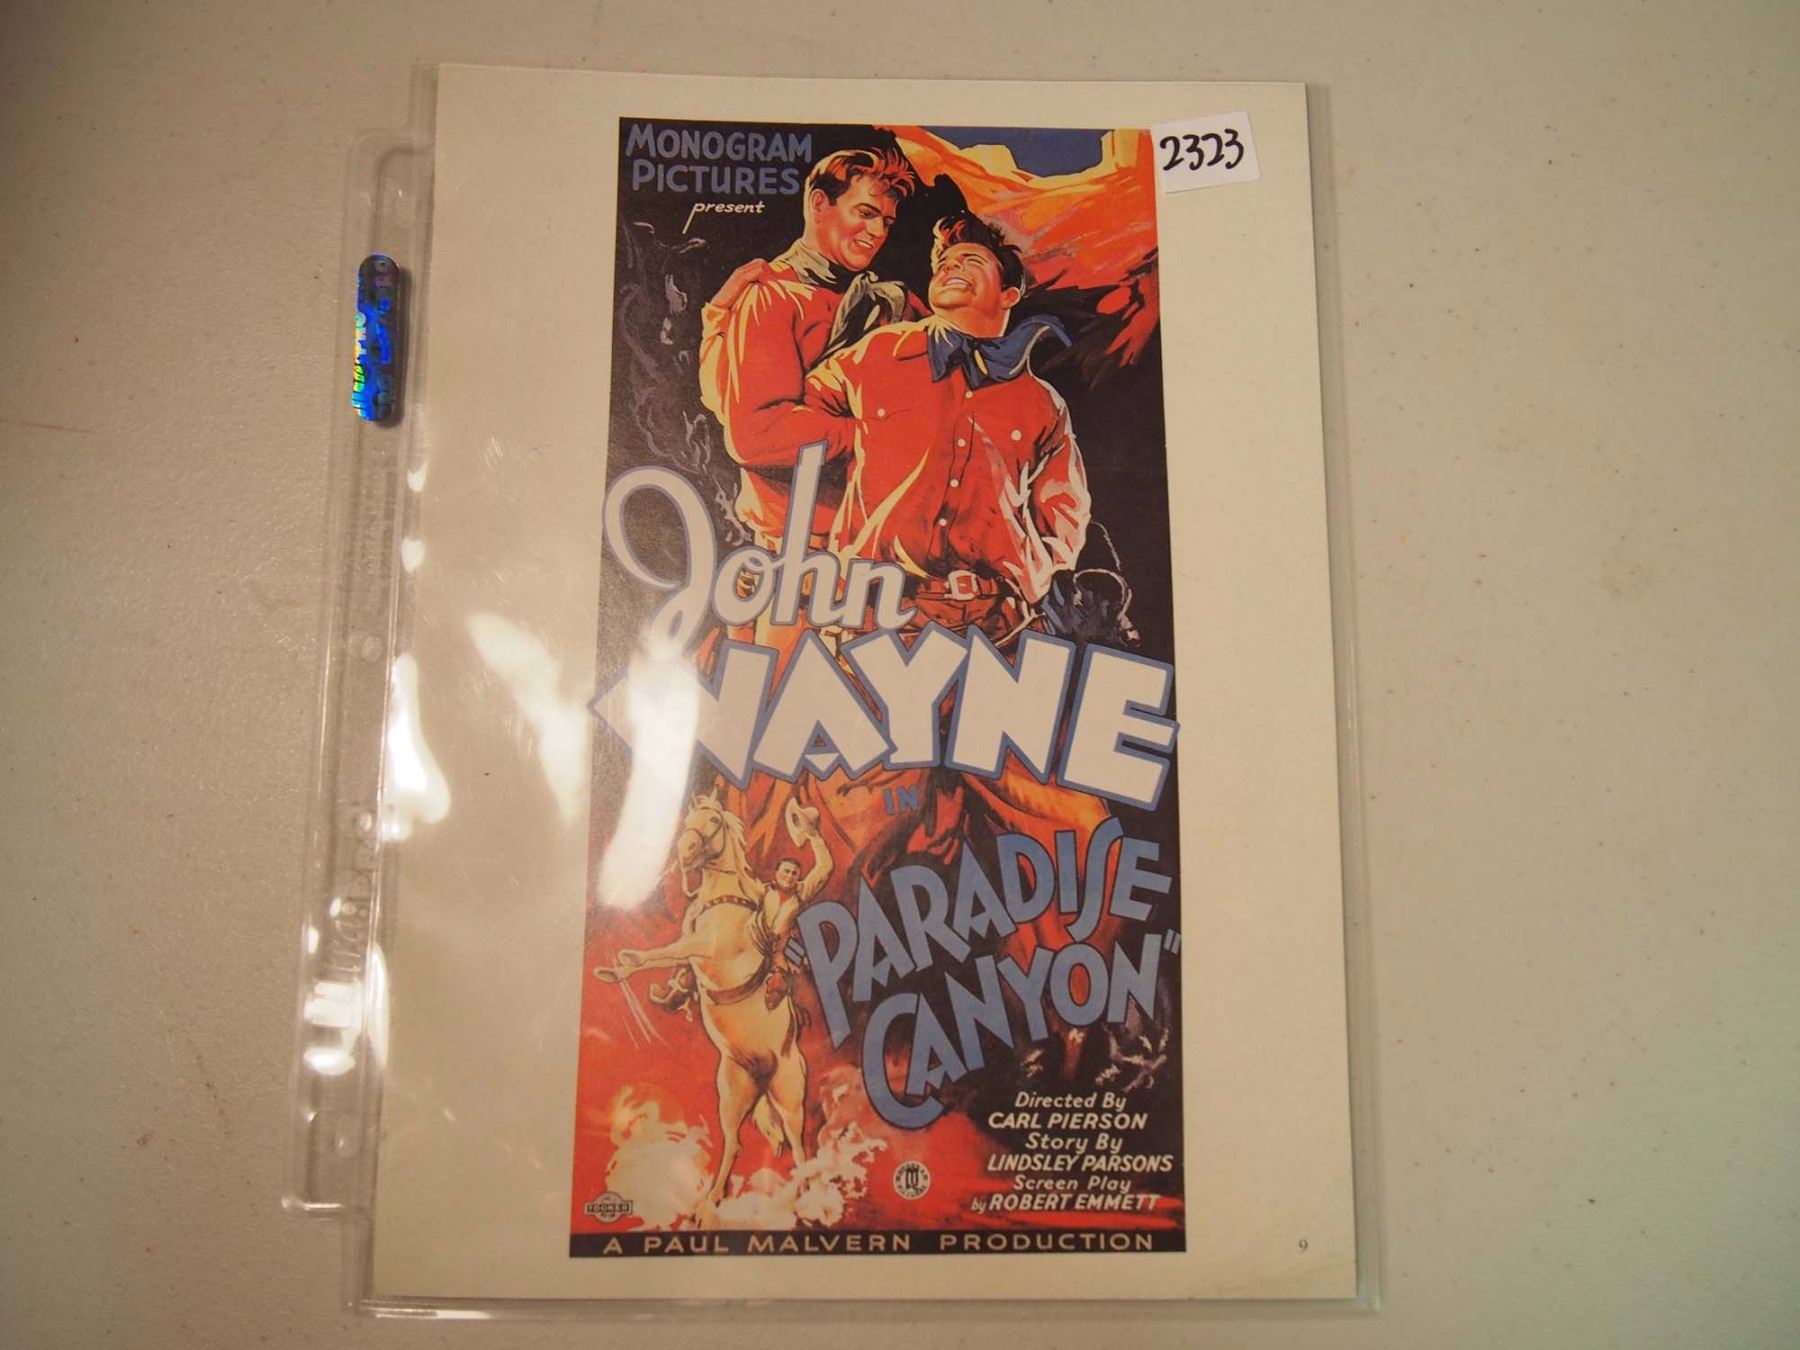 MONOGRAM
PICTURES
present
2323
John
WAYNE
IN
"PARADISE
CANYON"
Directed By
CARL PIERSON
Story By
LINDSLEY PARSONS
Screen Play
by ROBERT EMMETT
TOOKER
A PAUL MALVERN PRODUCTION
9